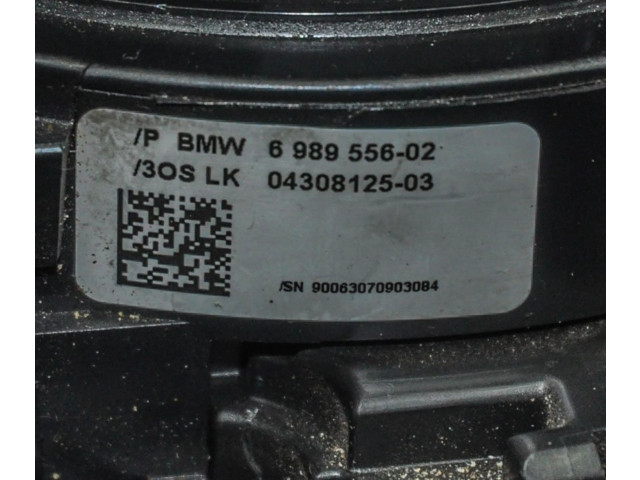 /P BMW 6 989 556-02
/3OS LK 04308125-03
/SN 90063070903084